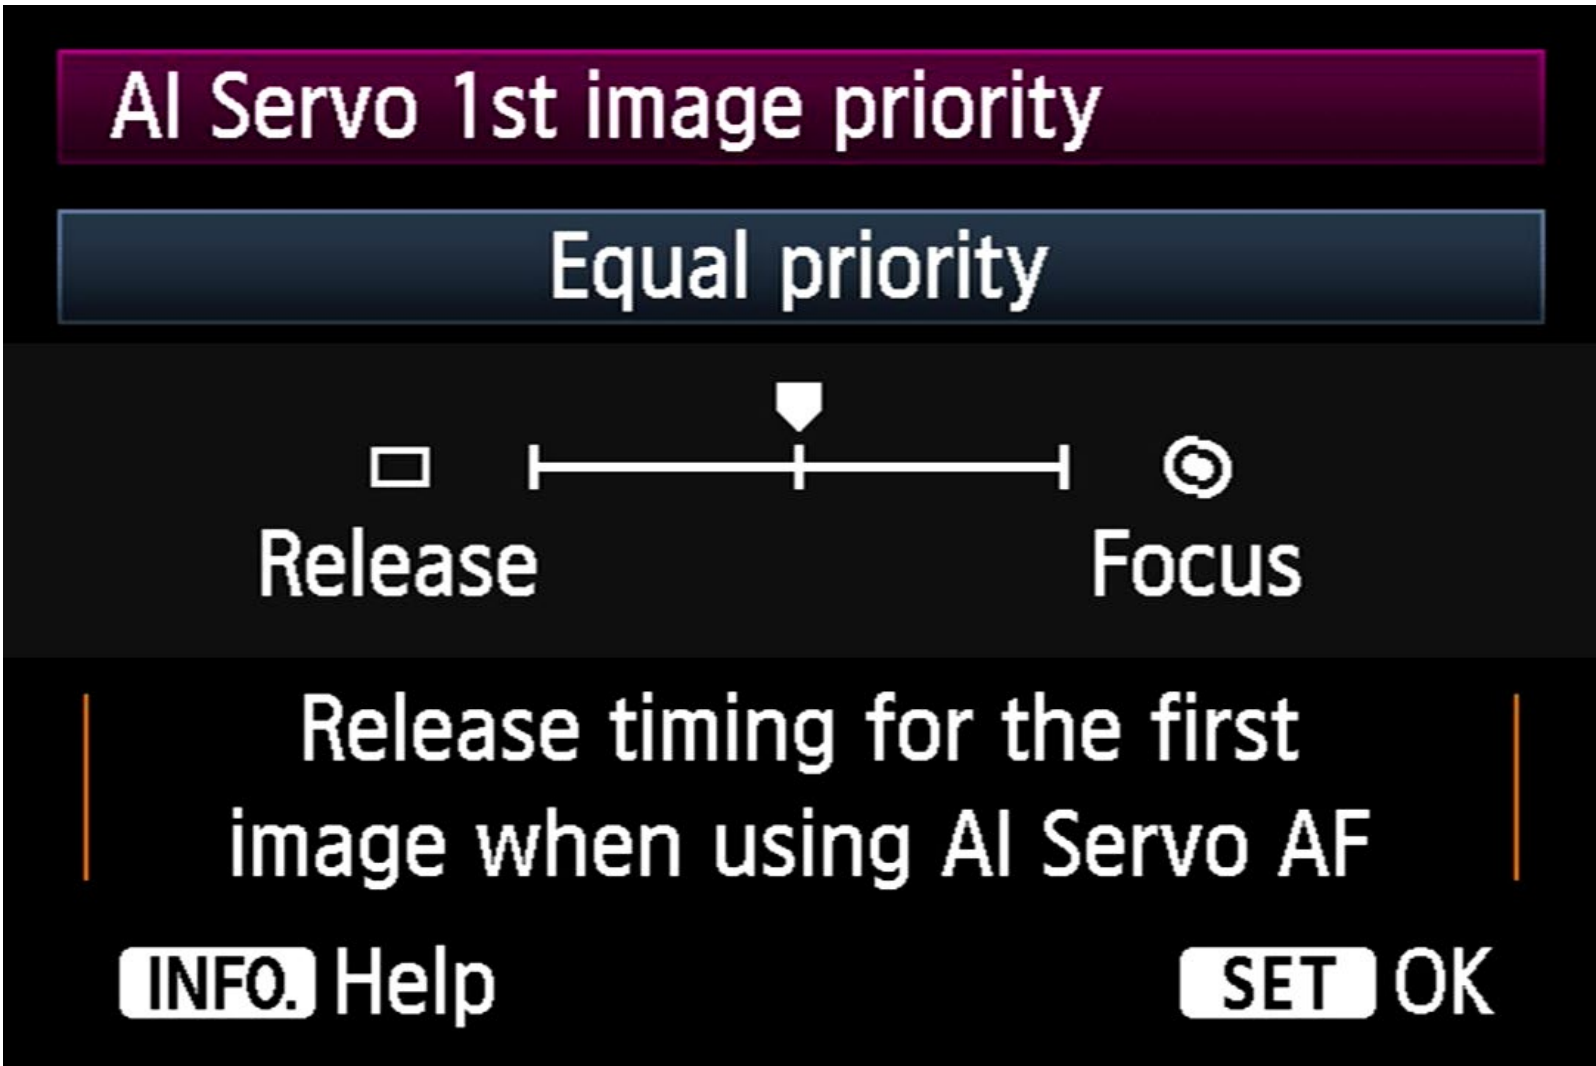 AI Servo 1st image priority
Equal priority
Release
Focus
Release timing for the first
image when using AI Servo AF
INFO. Help
SET OK